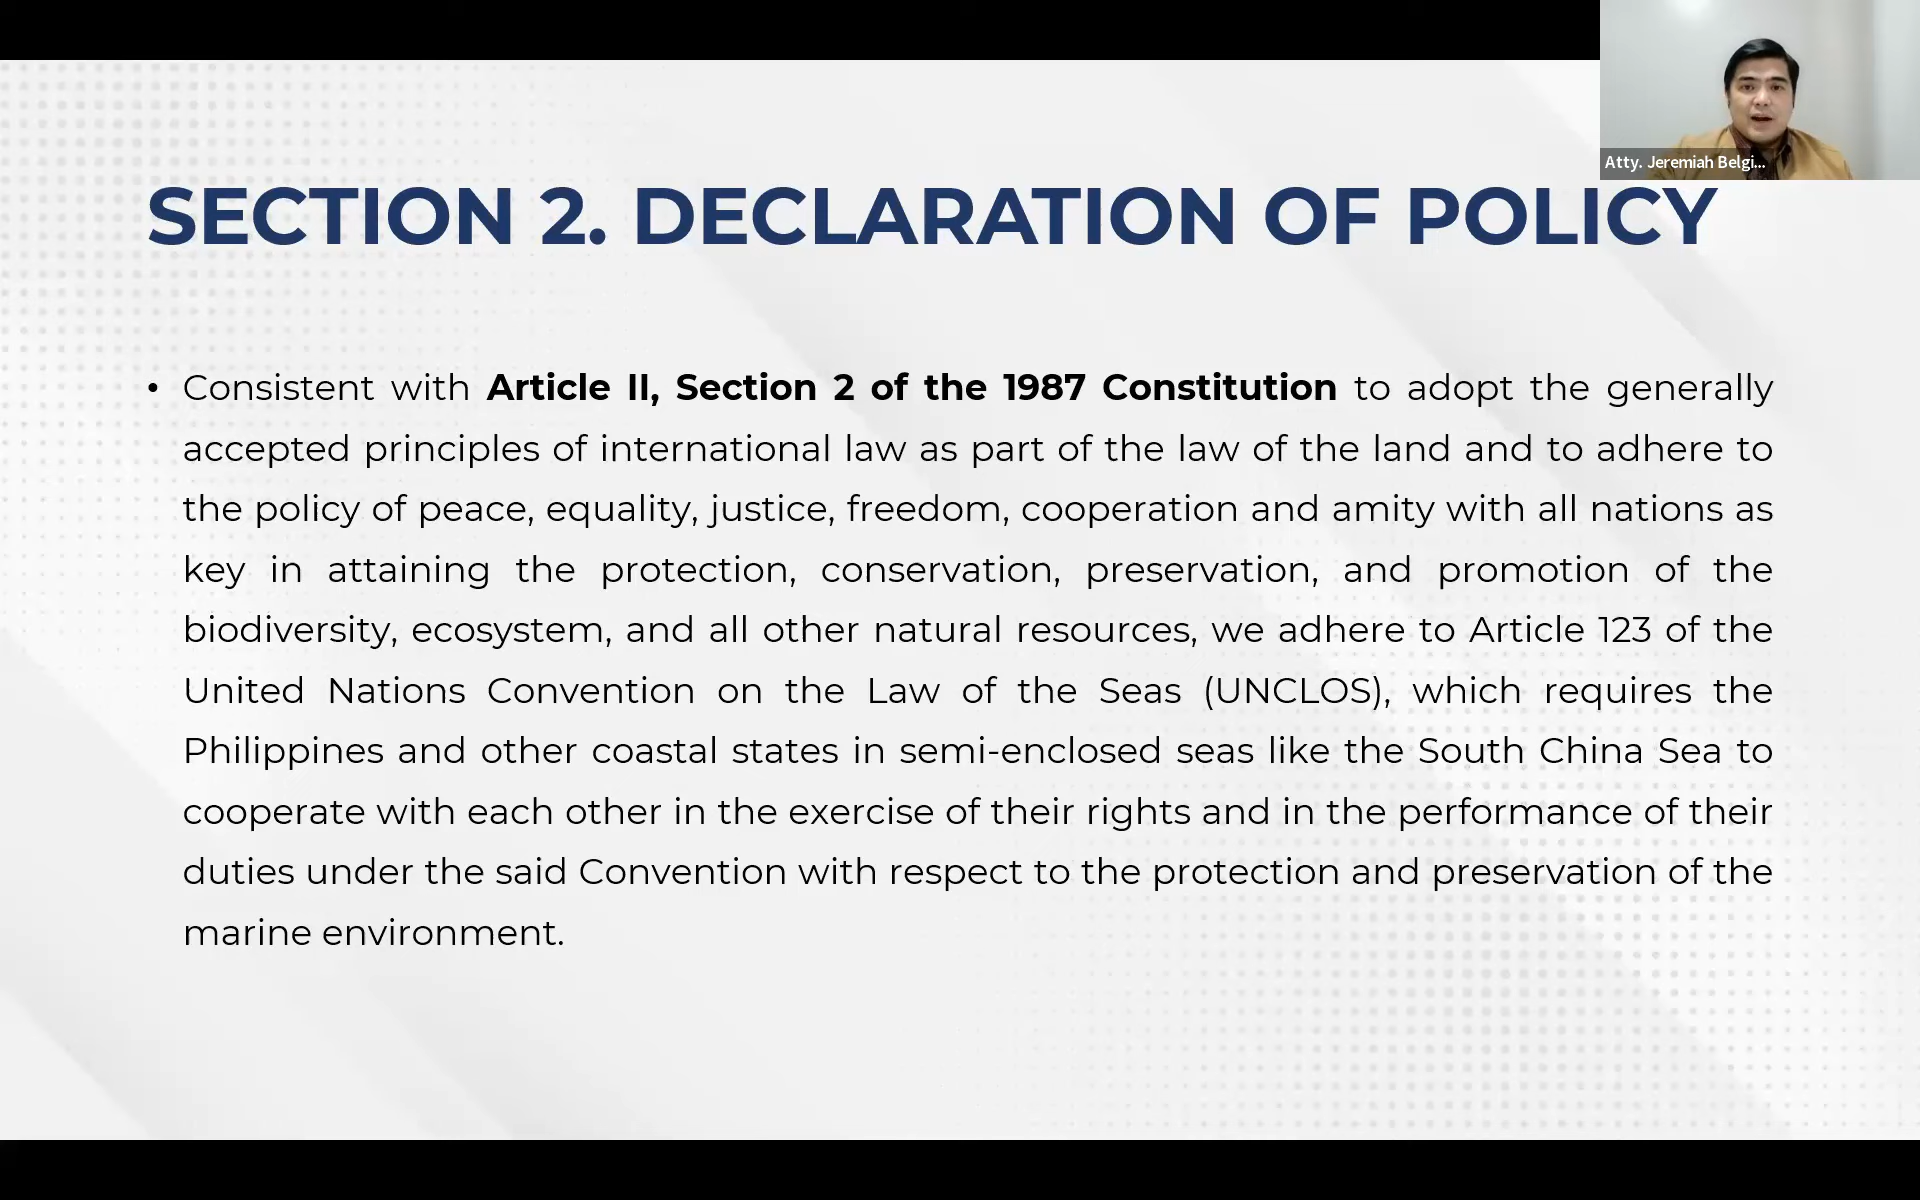 Atty. Jeremiah Belgi...
SECTION 2. DECLARATION OF POLICY
• Consistent with Article II, Section 2 of the 1987 Constitution to adopt the generally
accepted principles of international law as part of the law of the land and to adhere to
the policy of peace, equality, justice, freedom, cooperation and amity with all nations as
key in attaining the protection, conservation, preservation, and promotion of the
biodiversity, ecosystem, and all other natural resources, we adhere to Article 123 of the
United Nations Convention on the Law of the Seas (UNCLOS), which requires the
Philippines and other coastal states in semi-enclosed seas like the South China Sea to
cooperate with each other in the exercise of their rights and in the performance of their
duties under the said Convention with respect to the protection and preservation of the
marine environment.